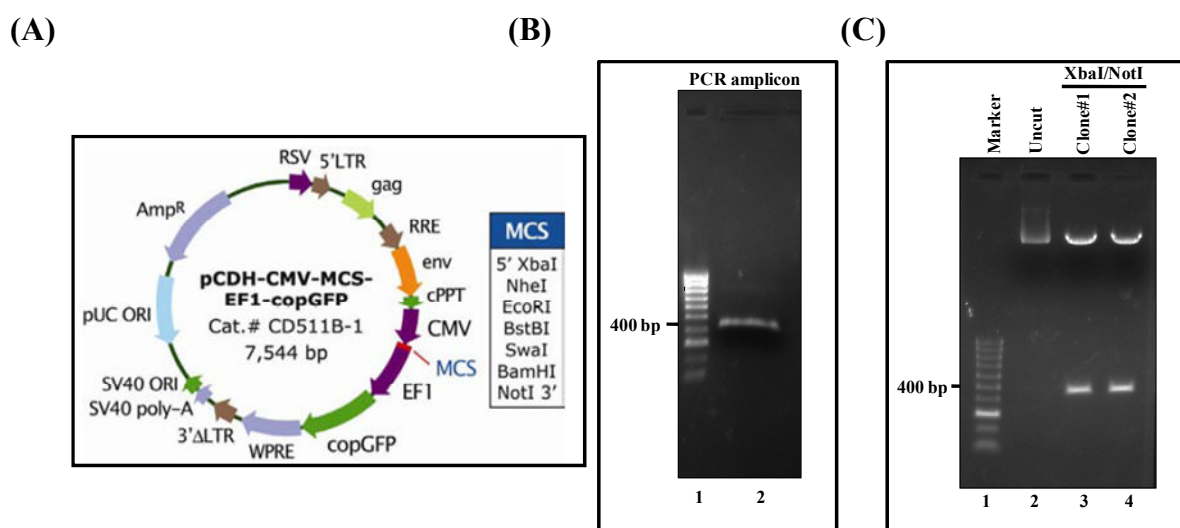 (A)
RSV
5'LTR
gag
RRE
env
cPPT
CMV
MCS
EF1
copGFP
WPRE
3'ΔLTR
SV40 poly-A
SV40 ORI
pUC ORI
AmpR
pCDH-CMV-MCS-
EF1-copGFP
Cat.# CD511B-1
7,544 bp
MCS
5' XbaI
NheI
EcoRI
BstBI
SwaI
BamHI
NotI 3'
(B)
PCR amplicon
400 bp
1
2
(C)
XbaI/NotI
Marker
Uncut
Clone#1
Clone#2
400 bp
1
2
3
4